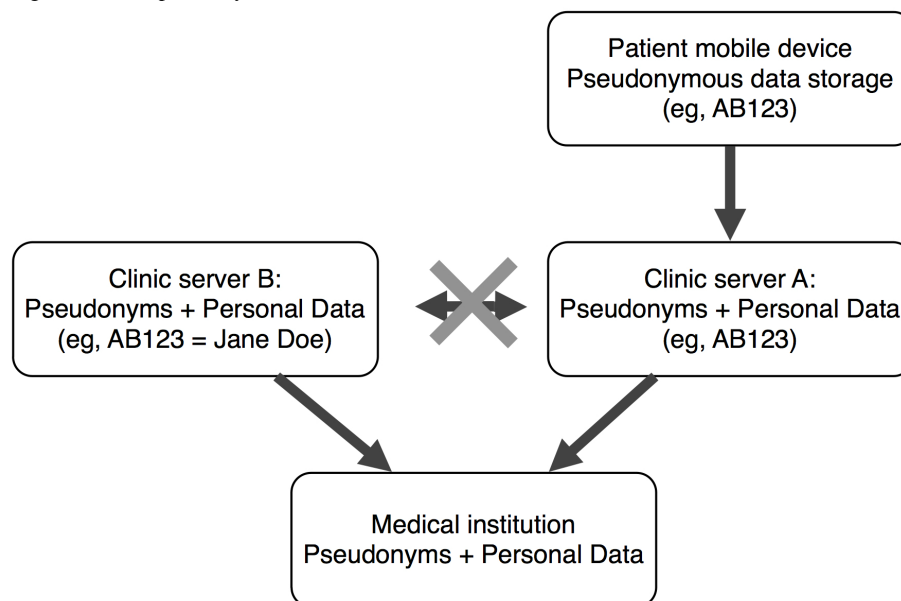 Patient mobile device
Pseudonymous data storage
(eg, AB123)
Clinic server B:
Pseudonyms + Personal Data
(eg, AB123 = Jane Doe)
Clinic server A:
Pseudonyms + Personal Data
(eg, AB123)
Medical institution
Pseudonyms + Personal Data